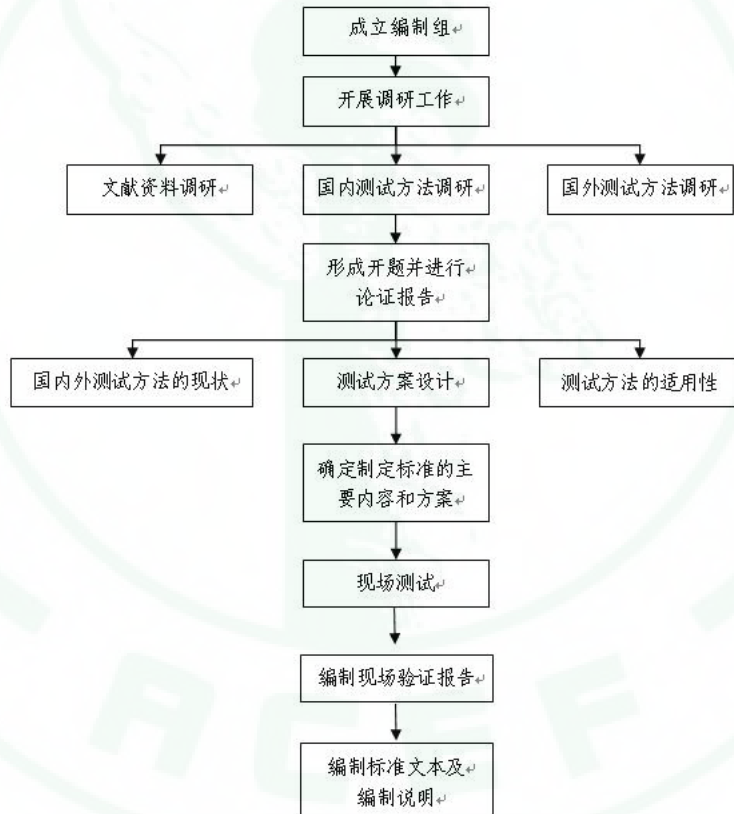 成立编制组
开展调研工作
文献资料调研
国内测试方法调研
国外测试方法调研
形成开题并进行
论证报告
国内外测试方法的现状
测试方案设计
测试方法的适用性
确定制定标准的主
要内容和方案
现场测试
编制现场验证报告
编制标准文本及
编制说明
ACEF